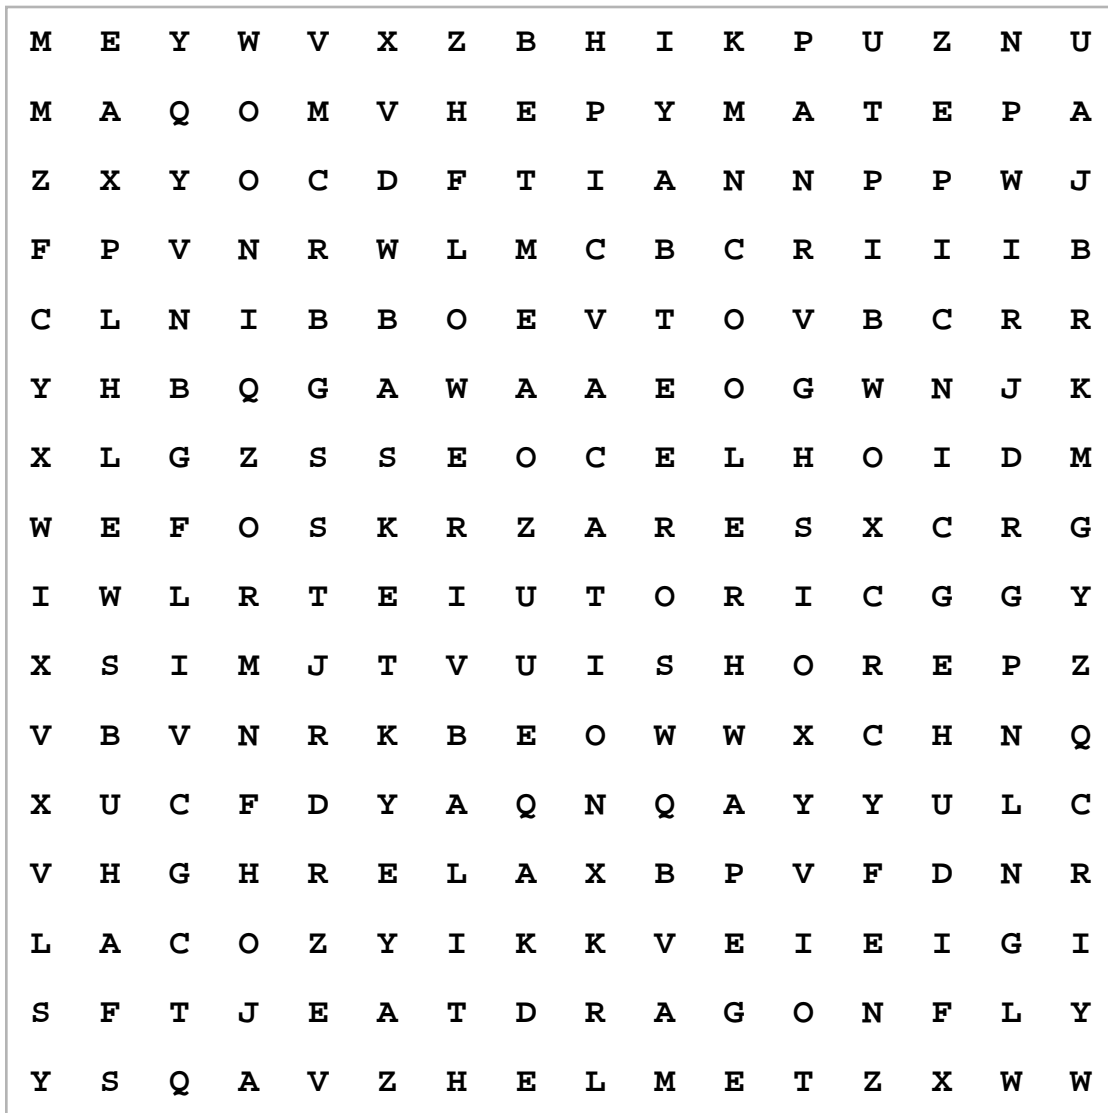 M E Y W V X Z B H I K P U Z N U
M A Q O M V H E P Y M A T E P A
Z X Y O C D F T I A N N P P W J
F P V N R W L M C B C R I I I B
C L N I B B O E V T O V B C R R
Y H B Q G A W A A E O G W N J K
X L G Z S S E O C E L H O I D M
W E F O S K R Z A R E S X C R G
I W L R T E I U T O R I C G G Y
X S I M J T V U I S H O R E P Z
V B V N R K B E O W W X C H N Q
X U C F D Y A Q N Q A Y Y U L C
V H G H R E L A X B P V F D N R
L A C O Z Y I K K V E I E I G I
S F T J E A T D R A G O N F L Y
Y S Q A V Z H E L M E T Z X W W